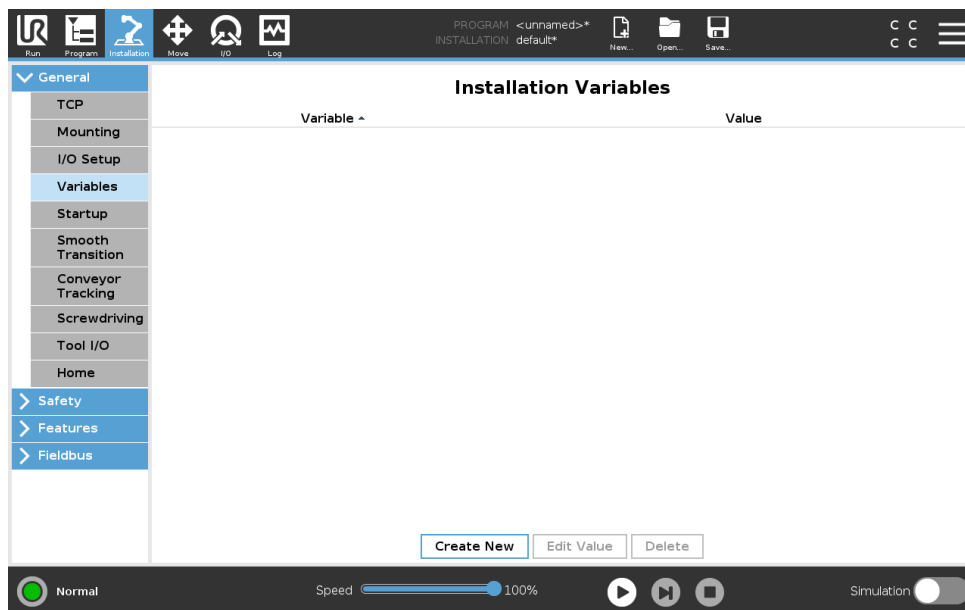 PROGRAM <unnamed>*
INSTALLATION default*
UR
Run
Program
Installation
Move
I/O
Log
New...
Open...
Save...
C C
C C
General
TCP
Mounting
I/O Setup
Variables
Startup
Smooth
Transition
Conveyor
Tracking
Screwdriving
Tool I/O
Home
Safety
Features
Fieldbus
Installation Variables
Variable
Value
Create New
Edit Value
Delete
Normal
Speed
100%
Simulation